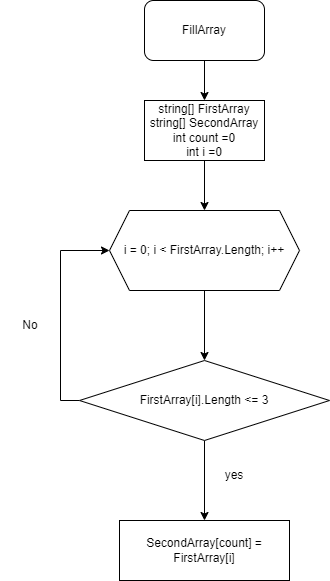 FillArray
string[] FirstArray
string[] SecondArray
int count =0
int i =0
i = 0; i < FirstArray.Length; i++
No
FirstArray[i].Length <= 3
yes
SecondArray[count] =
FirstArray[i]